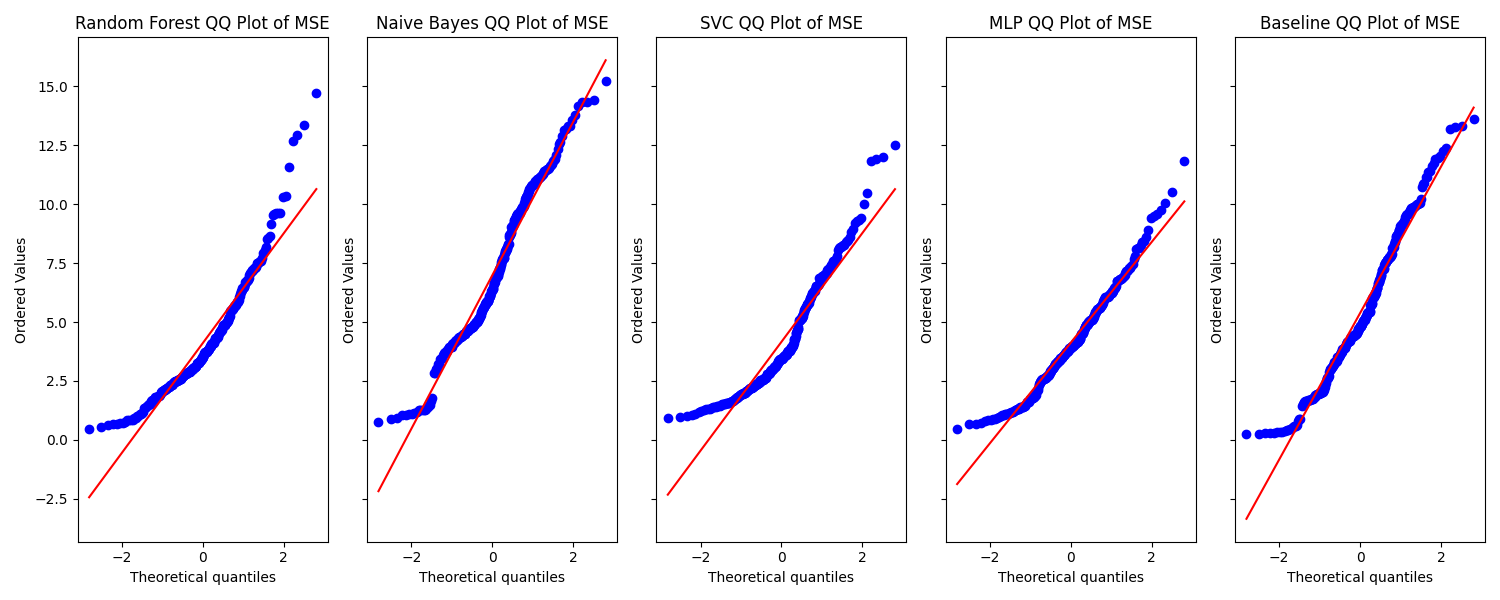 Random Forest QQ Plot of MSE
Naive Bayes QQ Plot of MSE
SVC QQ Plot of MSE
MLP QQ Plot of MSE
Baseline QQ Plot of MSE
15.0
12.5
10.0
7.5
5.0
2.5
0.0
−2.5
Ordered Values
Ordered Values
Ordered Values
Ordered Values
Ordered Values
−2 0 2
−2 0 2
−2 0 2
−2 0 2
−2 0 2
Theoretical quantiles
Theoretical quantiles
Theoretical quantiles
Theoretical quantiles
Theoretical quantiles